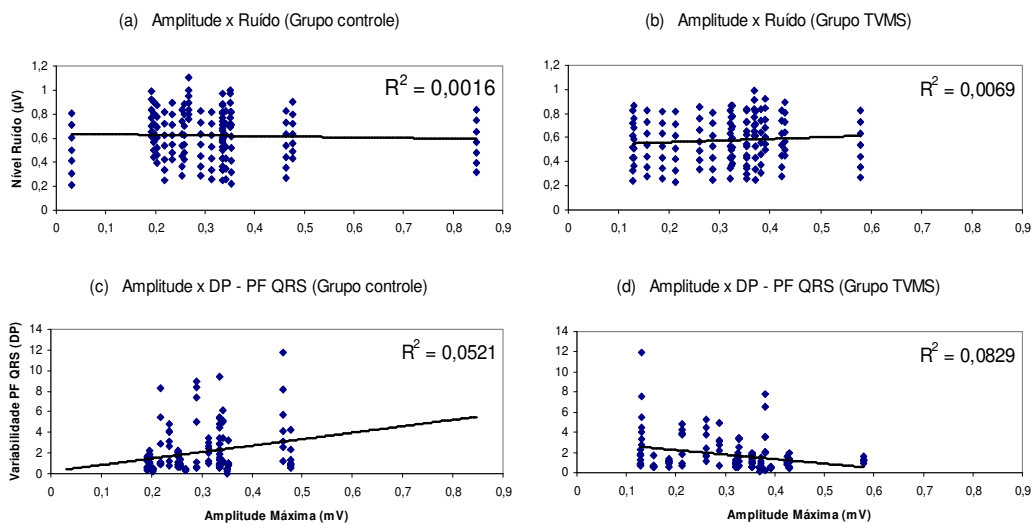 (a) Amplitude x Ruído (Grupo controle)
(b) Amplitude x Ruído (Grupo TVMS)
Nível Ruído (µV)
1,2
1
0,8
0,6
0,4
0,2
0
R² = 0,0016
0 0,1 0,2 0,3 0,4 0,5 0,6 0,7 0,8 0,9
1,2
1
0,8
0,6
0,4
0,2
0
R² = 0,0069
0 0,1 0,2 0,3 0,4 0,5 0,6 0,7 0,8 0,9
(c) Amplitude x DP - PF QRS (Grupo controle)
(d) Amplitude x DP - PF QRS (Grupo TVMS)
Variabilidade PF QRS (DP)
14
12
10
8
6
4
2
0
R² = 0,0521
0 0,1 0,2 0,3 0,4 0,5 0,6 0,7 0,8 0,9
Amplitude Máxima (mV)
14
12
10
8
6
4
2
0
R² = 0,0829
0 0,1 0,2 0,3 0,4 0,5 0,6 0,7 0,8 0,9
Amplitude Máxima (mV)